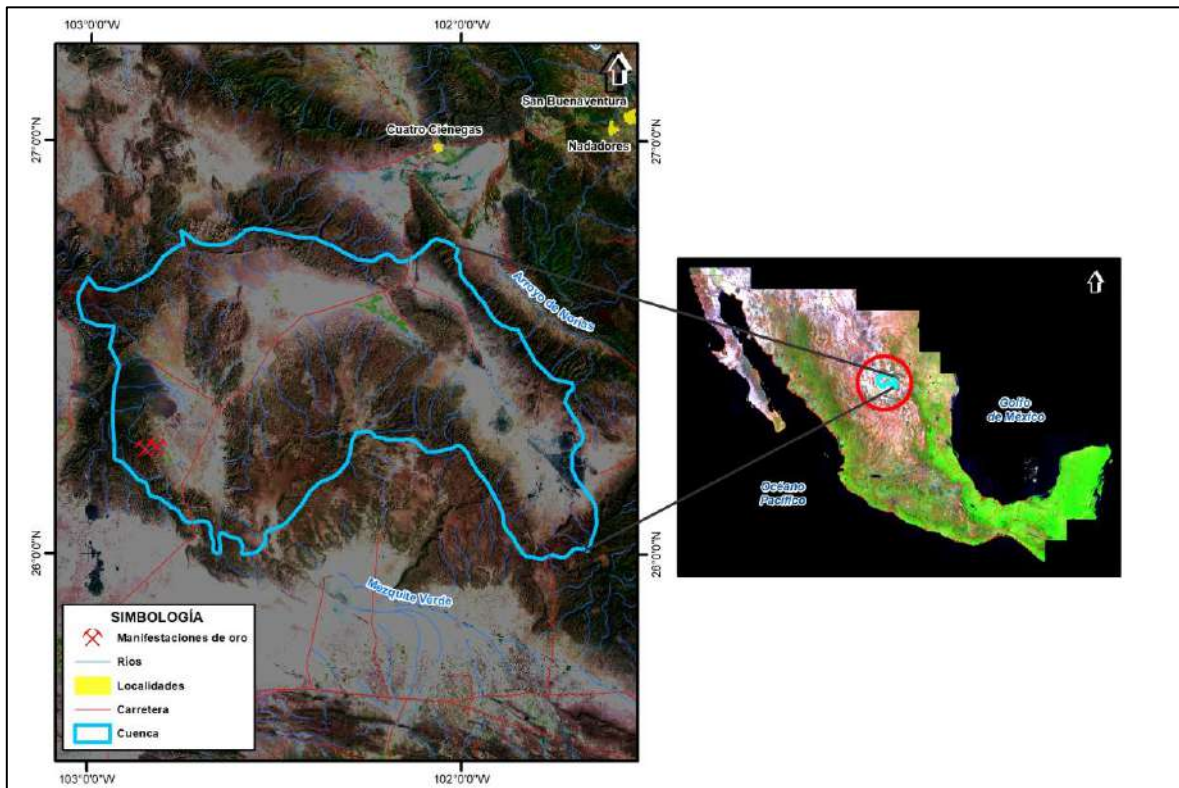 103°0'0"W
102°0'0"W
San Buenaventura
Cuatro Ciénegas
Nadadores
27°0'0"N
27°0'0"N
Arroyo de Norias
26°0'0"N
26°0'0"N
Mezquite Verde
SIMBOLOGÍA
Manifestaciones de oro
Ríos
Localidades
Carretera
Cuenca
103°0'0"W
102°0'0"W
Golfo
de México
Océano
Pacífico